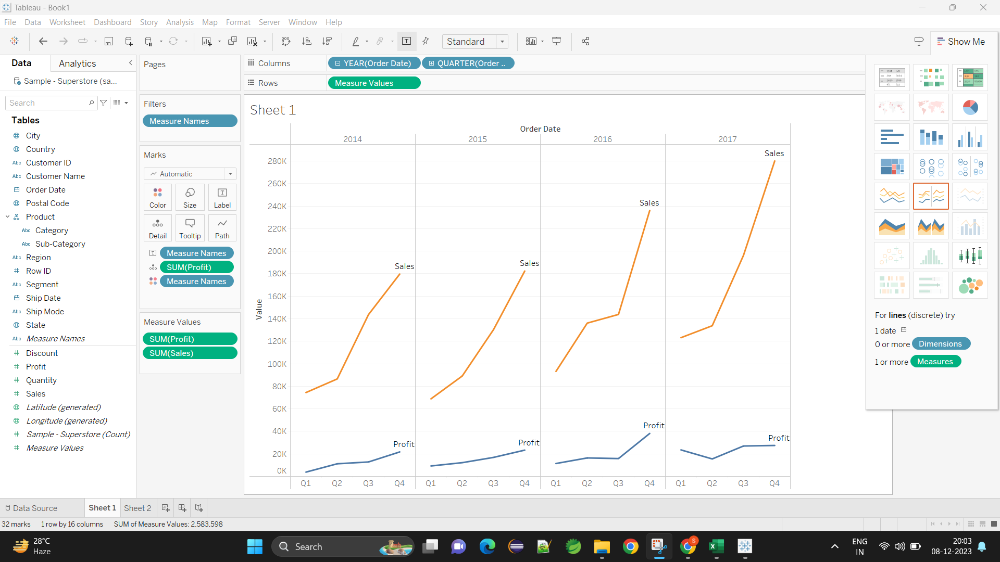 Tableau - Book1
File Data Worksheet Dashboard Story Analysis Map Format Server Window Help
Standard
Show Me
Data Analytics
Sample - Superstore (sa...
Search
Tables
City
Country
Abc Customer ID
Abc Customer Name
Order Date
Postal Code
Product
Abc Category
Abc Sub-Category
Abc Region
# Row ID
Abc Segment
Ship Date
Abc Ship Mode
State
Abc Measure Names
# Discount
# Profit
# Quantity
# Sales
Latitude (generated)
Longitude (generated)
# Sample - Superstore (Count)
# Measure Values
Pages
Filters
Measure Names
Marks
Automatic
Color Size Label
Detail Tooltip Path
Measure Names
SUM(Profit)
Measure Names
Measure Values
SUM(Profit)
SUM(Sales)
Columns YEAR(Order Date) QUARTER(Order ..
Rows Measure Values
Sheet 1
Order Date
2014 2015 2016 2017
Value
280K
260K
240K
220K
200K
180K
160K
140K
120K
100K
80K
60K
40K
20K
0K
Sales
Sales
Sales
Sales
Profit
Profit
Profit
Profit
Q1 Q2 Q3 Q4 Q1 Q2 Q3 Q4 Q1 Q2 Q3 Q4 Q1 Q2 Q3 Q4
For lines (discrete) try
1 date
0 or more Dimensions
1 or more Measures
Data Source Sheet 1 Sheet 2
32 marks 1 row by 16 columns SUM of Measure Values: 2,583,598
28°C
Haze
Search
S
ENG
IN
20:03
08-12-2023